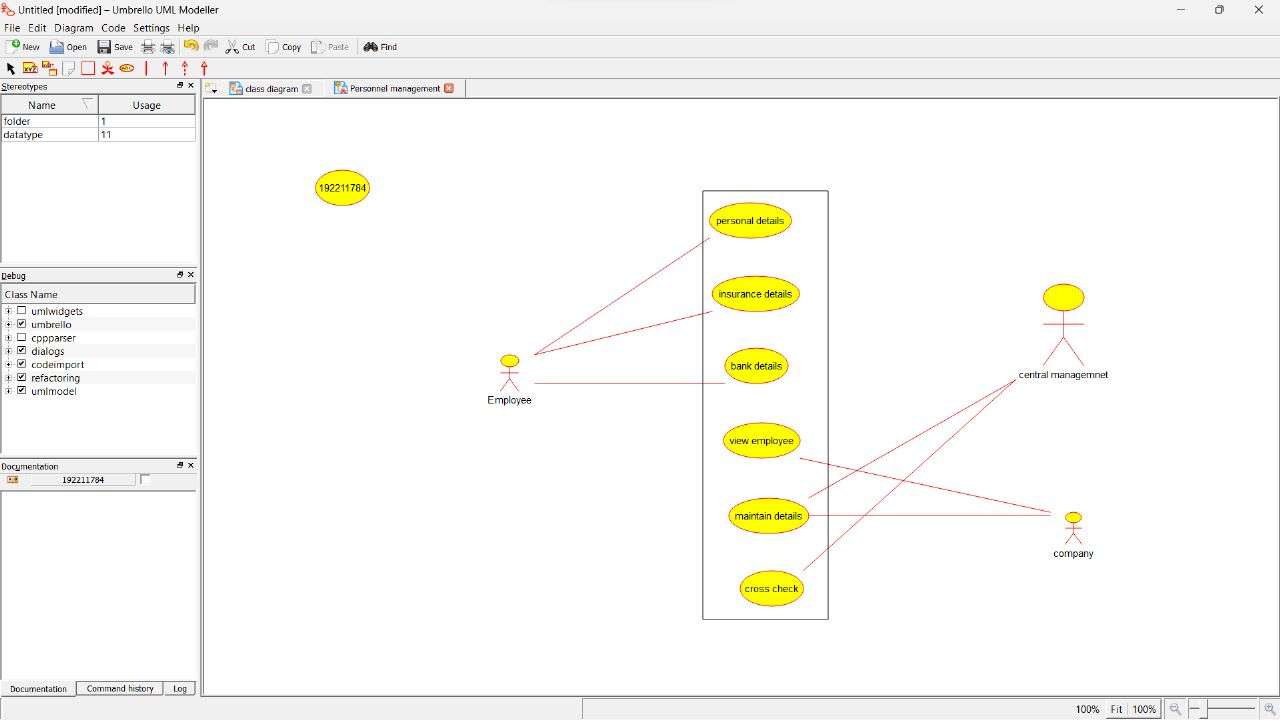 Untitled [modified] – Umbrello UML Modeller
File Edit Diagram Code Settings Help
New Open Save Cut Copy Paste Find
Stereotypes
class diagram Personnel management
Name Usage
folder 1
datatype 11
192211784
personal details
insurance details
bank details
view employee
maintain details
cross check
Employee
central managemnet
company
Debug
Class Name
umlwidgets
umbrello
cppparser
dialogs
codeimport
refactoring
umlmodel
Documentation
192211784
Documentation Command history Log
100% Fit 100%